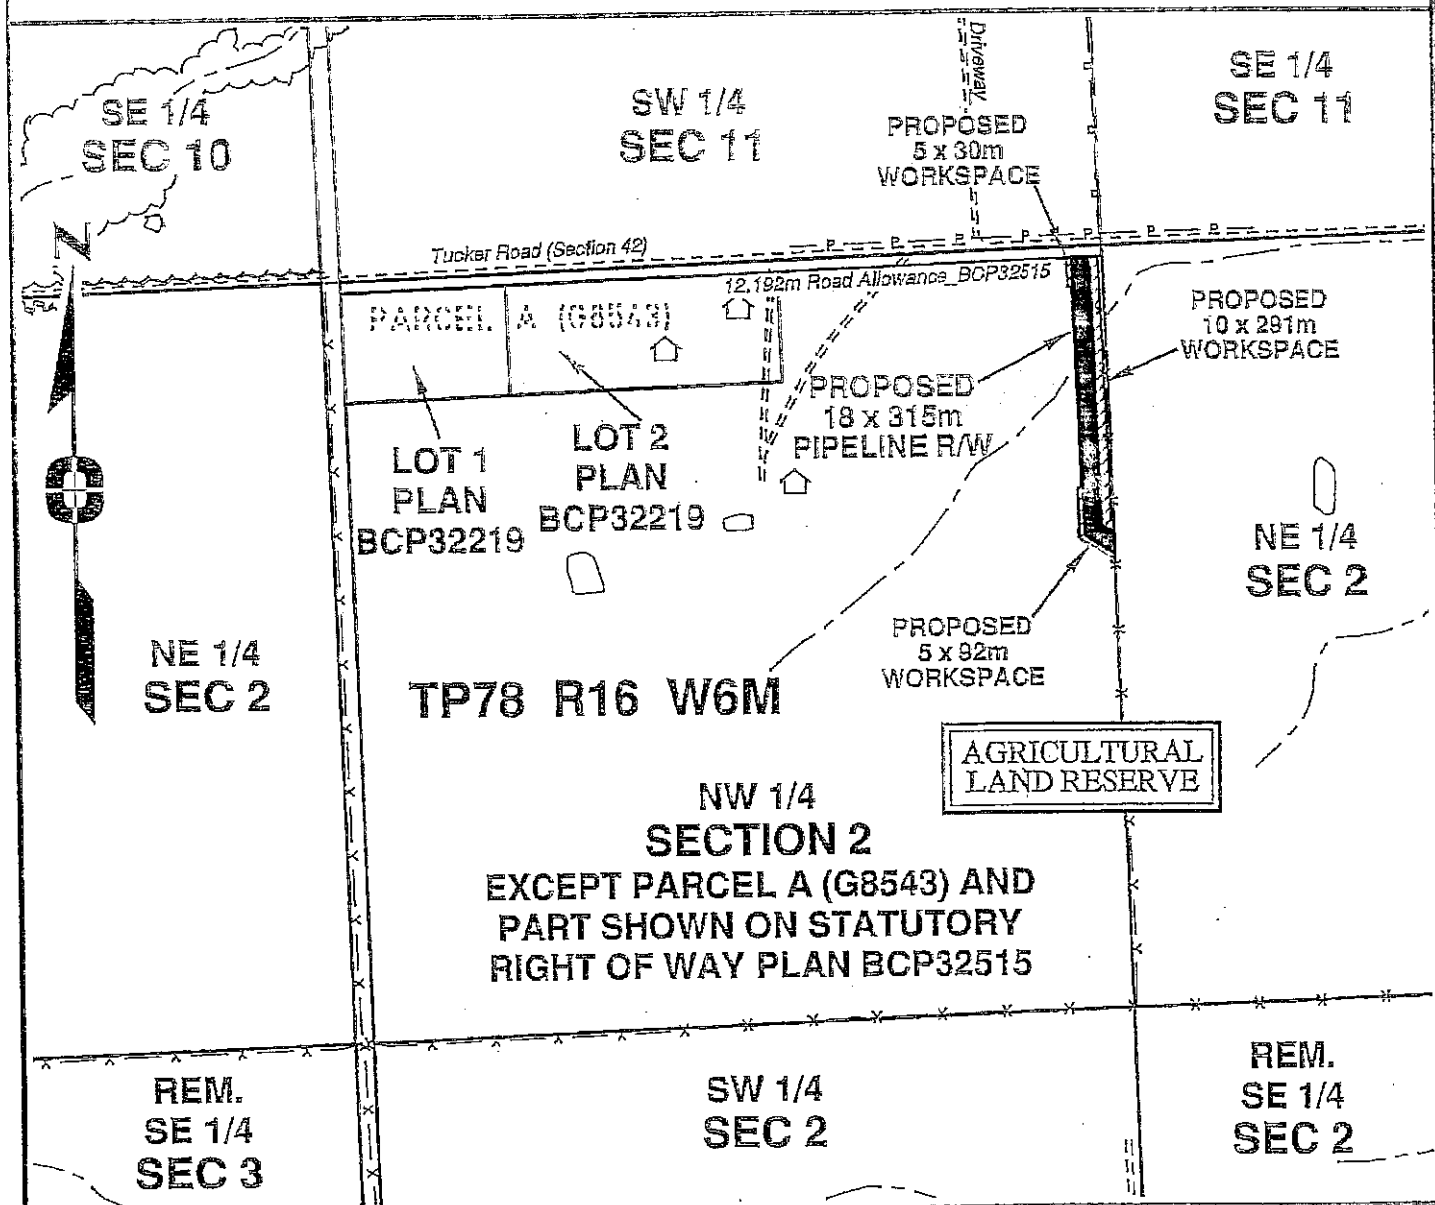 SE 1/4
SEC 10
SW 1/4
SEC 11
Driveway
SE 1/4
SEC 11
PROPOSED
5 x 30m
WORKSPACE
N
Tucker Road (Section 42)
12.192m Road Allowance_BCP32515
PARCEL A (G8543)
PROPOSED
10 x 291m
WORKSPACE
PROPOSED
18 x 315m
PIPELINE R/W
LOT 1
PLAN
BCP32219
LOT 2
PLAN
BCP32219
NE 1/4
SEC 2
PROPOSED
5 x 92m
WORKSPACE
NE 1/4
SEC 2
TP78 R16 W6M
AGRICULTURAL
LAND RESERVE
NW 1/4
SECTION 2
EXCEPT PARCEL A (G8543) AND
PART SHOWN ON STATUTORY
RIGHT OF WAY PLAN BCP32515
REM.
SE 1/4
SEC 3
SW 1/4
SEC 2
REM.
SE 1/4
SEC 2